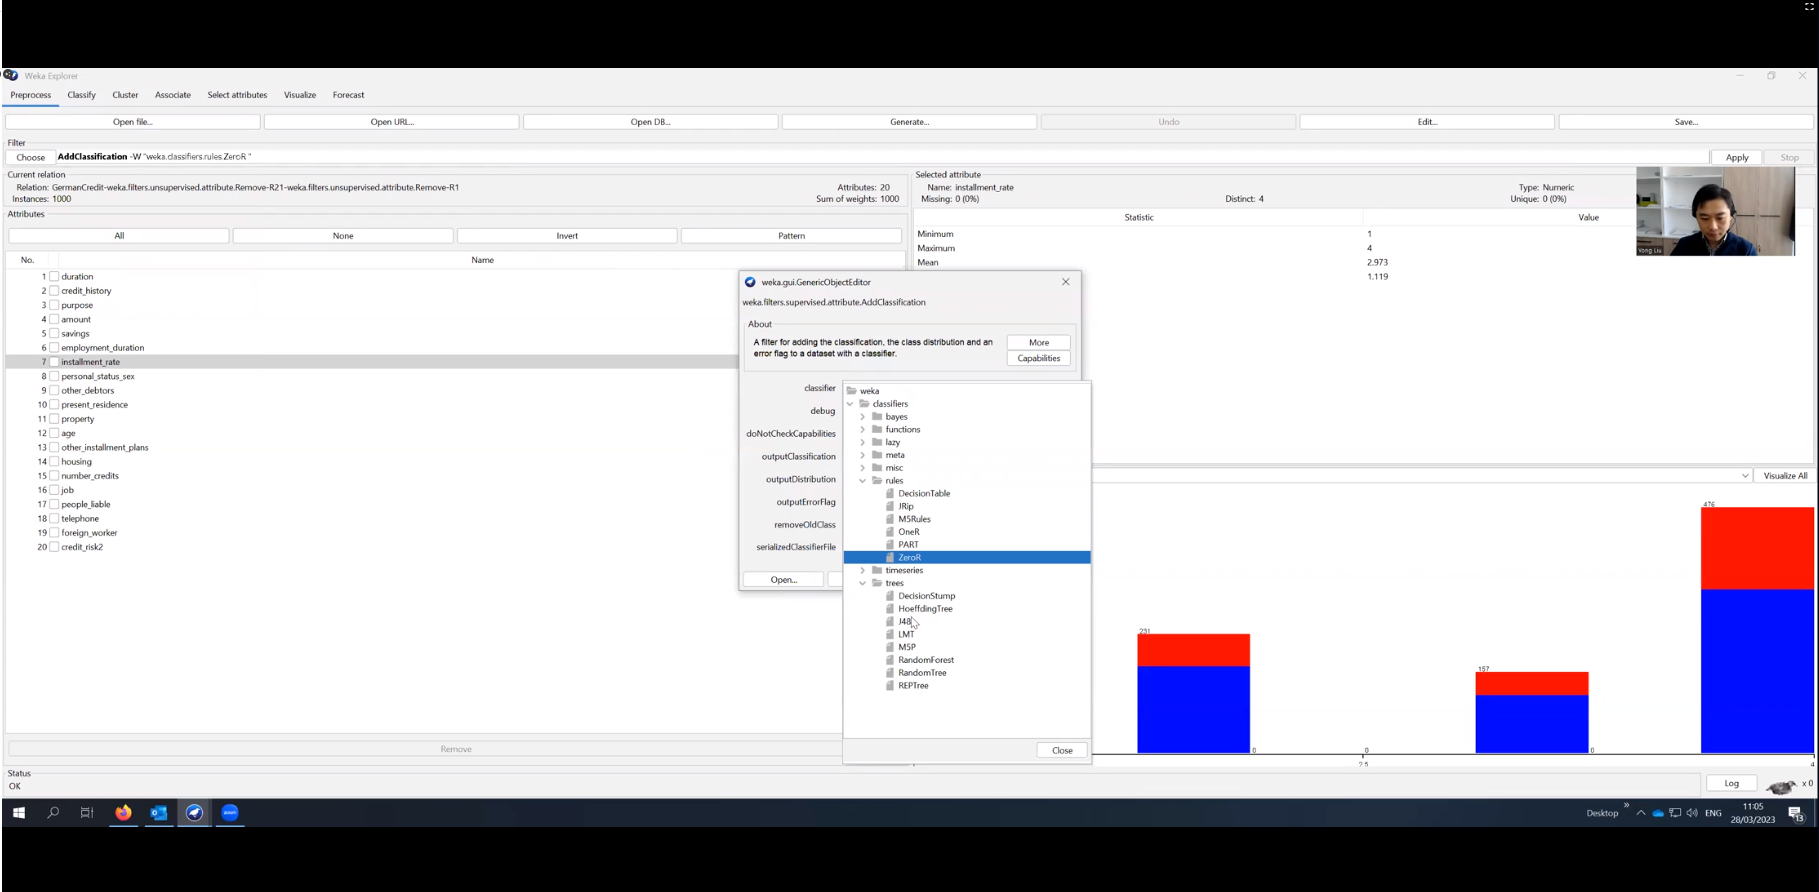 Weka Explorer
Preprocess Classify Cluster Associate Select attributes Visualize Forecast
Open file... Open URL... Open DB... Generate... Undo Edit... Save...
Filter
Choose AddClassification -W "weka.classifiers.rules.ZeroR " Apply Stop
Current relation
Relation: GermanCredit-weka.filters.unsupervised.attribute.Remove-R21-weka.filters.unsupervised.attribute.Remove-R1 Attributes: 20
Instances: 1000 Sum of weights: 1000
Attributes
All None Invert Pattern
No. Name
1 duration
2 credit_history
3 purpose
4 amount
5 savings
6 employment_duration
7 installment_rate
8 personal_status_sex
9 other_debtors
10 present_residence
11 property
12 age
13 other_installment_plans
14 housing
15 number_credits
16 job
17 people_liable
18 telephone
19 foreign_worker
20 credit_risk2
Remove
Selected attribute
Name: installment_rate Type: Numeric
Missing: 0 (0%) Distinct: 4 Unique: 0 (0%)
Statistic Value
Minimum 1
Maximum 4
Mean 2.973
1.119
Yong Liu
weka.gui.GenericObjectEditor
weka.filters.supervised.attribute.AddClassification
About
A filter for adding the classification, the class distribution and an
error flag to a dataset with a classifier.
More
Capabilities
classifier
debug
doNotCheckCapabilities
outputClassification
outputDistribution
outputErrorFlag
removeOldClass
serializedClassifierFile
Open...
weka
classifiers
bayes
functions
lazy
meta
misc
rules
DecisionTable
JRip
M5Rules
OneR
PART
ZeroR
timeseries
trees
DecisionStump
HoeffdingTree
J48
LMT
M5P
RandomForest
RandomTree
REPTree
Close
Visualize All
476
231
157
0 0 0
2.5 4
Status
OK
Log x 0
zoom
Desktop » ENG 11:05
28/03/2023
13